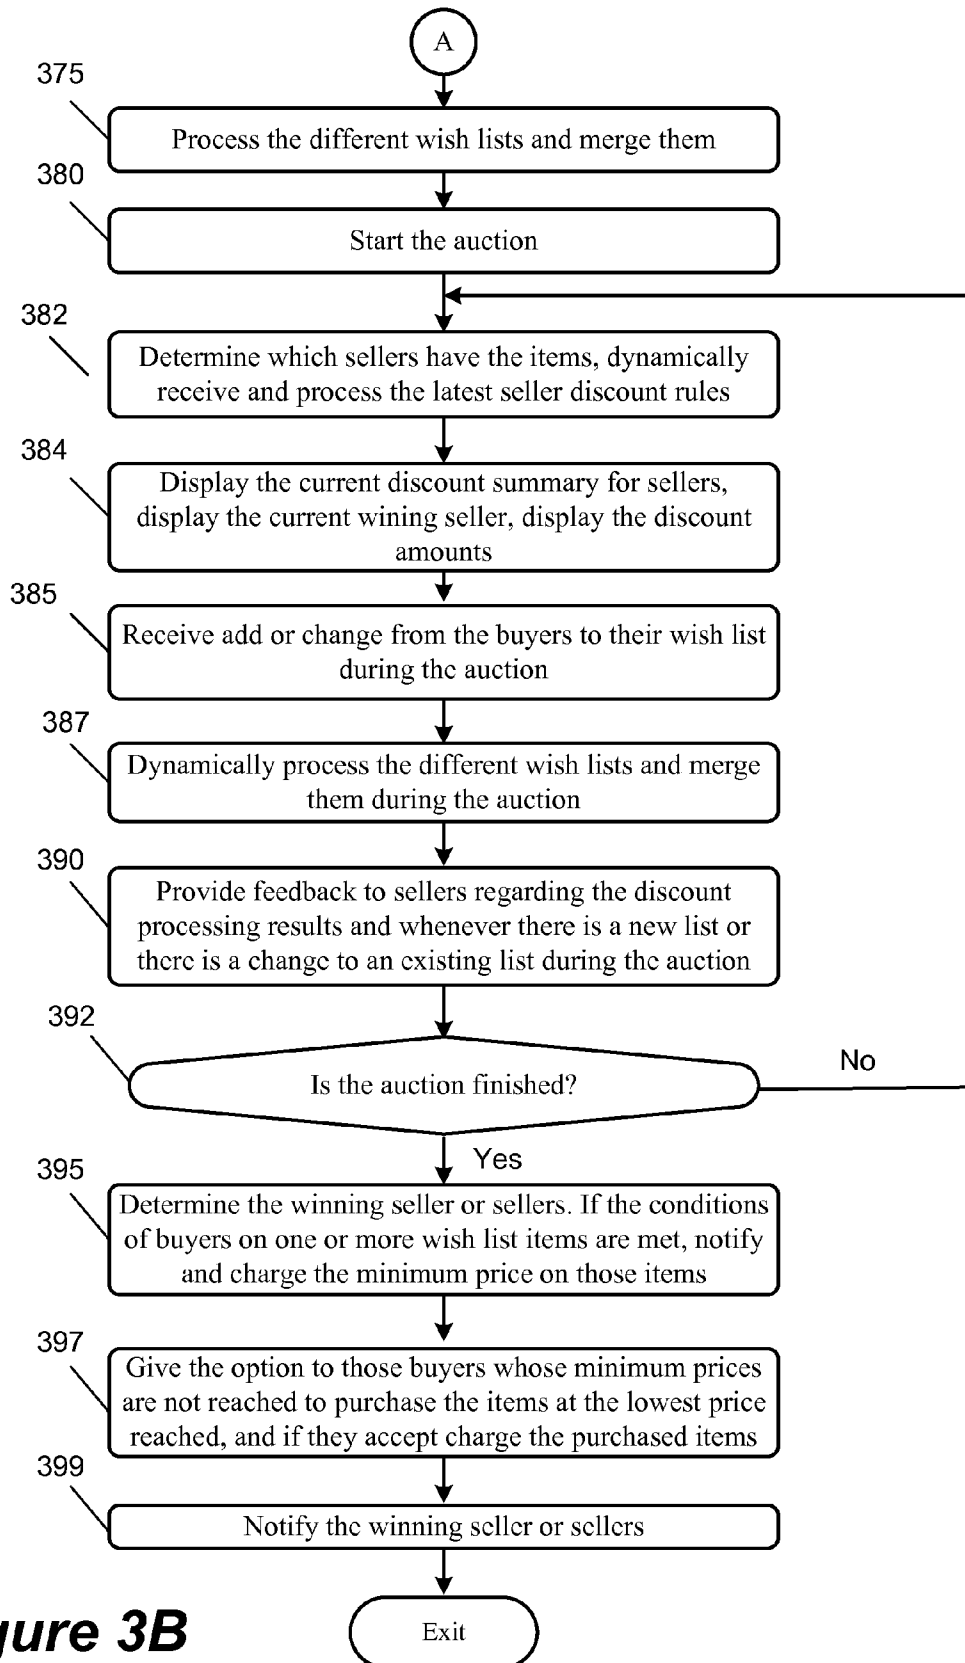 A
375
Process the different wish lists and merge them
380
Start the auction
382
Determine which sellers have the items, dynamically
receive and process the latest seller discount rules
384
Display the current discount summary for sellers,
display the current wining seller, display the discount
amounts
385
Receive add or change from the buyers to their wish list
during the auction
387
Dynamically process the different wish lists and merge
them during the auction
390
Provide feedback to sellers regarding the discount
processing results and whenever there is a new list or
there is a change to an existing list during the auction
392
Is the auction finished?
No
Yes
395
Determine the winning seller or sellers. If the conditions
of buyers on one or more wish list items are met, notify
and charge the minimum price on those items
397
Give the option to those buyers whose minimum prices
are not reached to purchase the items at the lowest price
reached, and if they accept charge the purchased items
399
Notify the winning seller or sellers
Exit
gure 3B